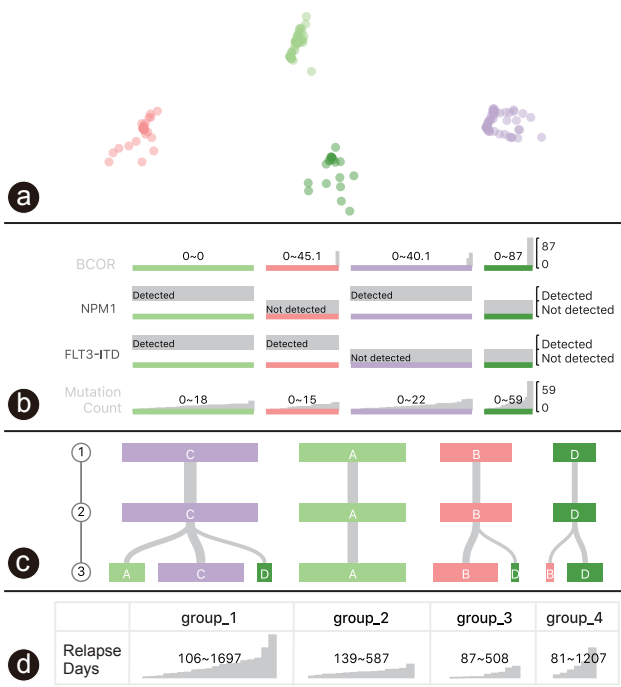 a
BCOR 0~0 0~45.1 0~40.1 0~87 87
0
NPM1 Detected Not detected Detected Detected
Not detected
FLT3-ITD Detected Detected Not detected Detected
Not detected
b
Mutation
Count 0~18 0~15 0~22 0~59 59
0
1 C A B D
2 C A B D
c
3 A C D A B D B D
group_1 group_2 group_3 group_4
d
Relapse
Days 106~1697 139~587 87~508 81~1207